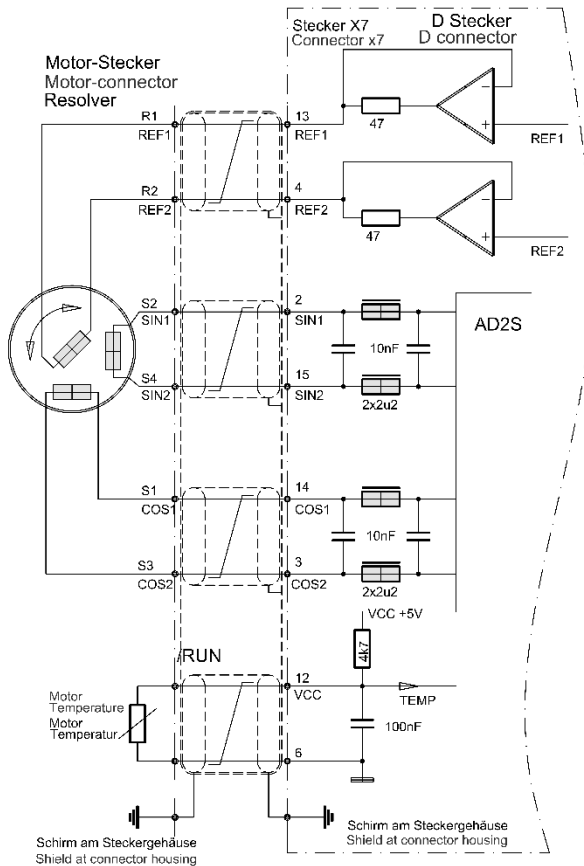 Stecker X7
Connector x7
D Stecker
D connector
Motor-Stecker
Motor-connector
Resolver
R1
REF1
13
REF1
47
REF1
R2
REF2
4
REF2
47
REF2
S2
SIN1
2
SIN1
10nF
AD2S
S4
SIN2
15
SIN2
2x2u2
S1
COS1
14
COS1
10nF
S3
COS2
3
COS2
2x2u2
VCC +5V
4k7
/RUN
12
VCC
TEMP
Motor
Temperature
Motor
Temperatur
100nF
6
Schirm am Steckergehäuse
Shield at connector housing
Schirm am Steckergehäuse
Shield at connector housing